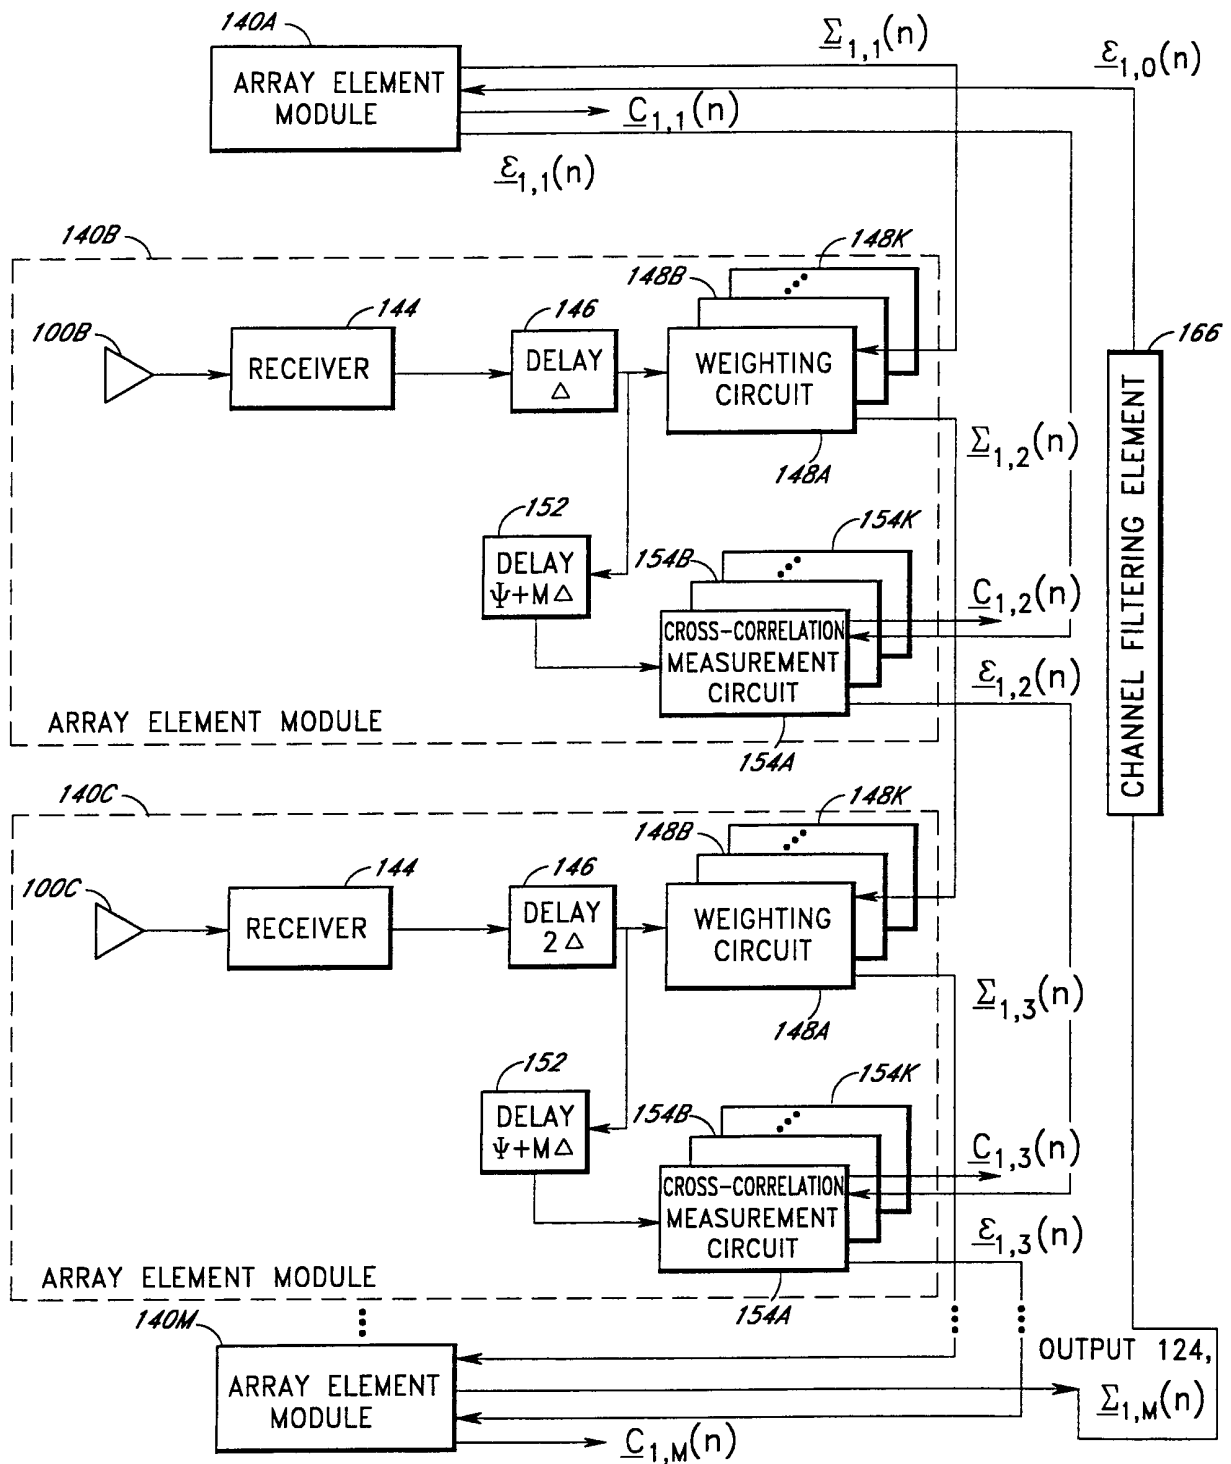 140A
Σ1,1(n)
ℰ1,0(n)
ARRAY ELEMENT
MODULE
C1,1(n)
ℰ1,1(n)
140B
148K
148B
100B
144
146
166
RECEIVER
DELAY
Δ
WEIGHTING
CIRCUIT
Σ1,2(n)
148A
CHANNEL FILTERING ELEMENT
152
154K
154B
DELAY
Ψ+MΔ
C1,2(n)
CROSS-CORRELATION
MEASUREMENT
CIRCUIT
ℰ1,2(n)
ARRAY ELEMENT MODULE
154A
140C
148K
148B
100C
144
146
RECEIVER
DELAY
2Δ
WEIGHTING
CIRCUIT
Σ1,3(n)
148A
152
154K
154B
DELAY
Ψ+MΔ
C1,3(n)
CROSS-CORRELATION
MEASUREMENT
CIRCUIT
ℰ1,3(n)
ARRAY ELEMENT MODULE
154A
140M
OUTPUT 124,
ARRAY ELEMENT
MODULE
Σ1,M(n)
C1,M(n)